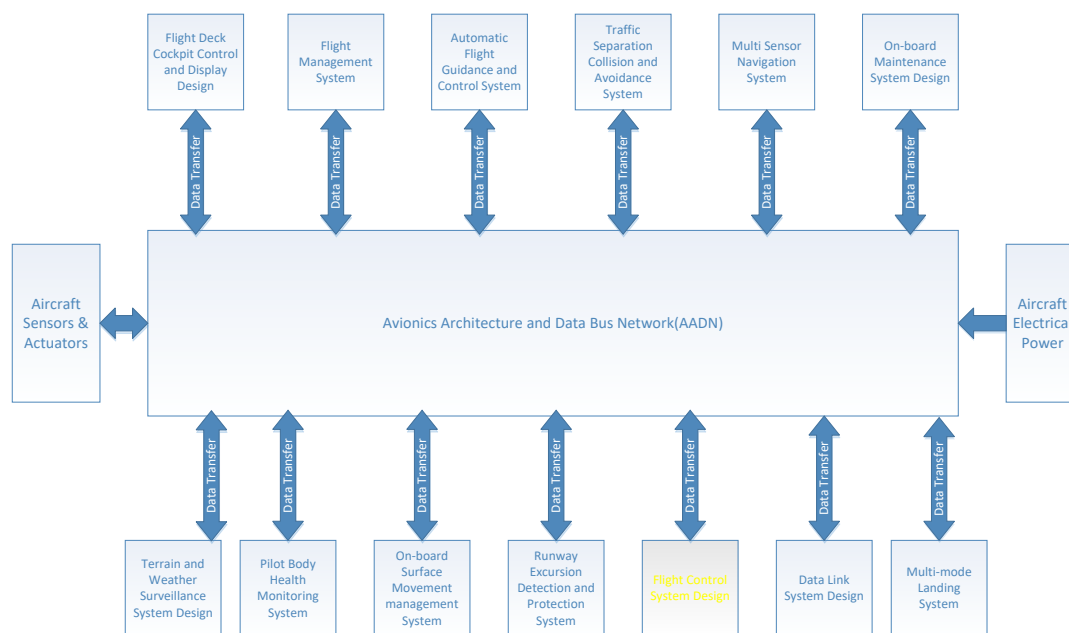 Flight Deck
Cockpit Control
and Display
Design
Flight
Management
System
Automatic
Flight
Guidance and
Control System
Traffic
Separation
Collision and
Avoidance
System
Multi Sensor
Navigation
System
On-board
Maintenance
System Design
Data Transfer
Data Transfer
Data Transfer
Data Transfer
Data Transfer
Data Transfer
Aircraft
Sensors &
Actuators
Avionics Architecture and Data Bus Network(AADN)
Aircraft
Electrical
Power
Data Transfer
Data Transfer
Data Transfer
Data Transfer
Data Transfer
Data Transfer
Data Transfer
Terrain and
Weather
Surveillance
System Design
Pilot Body
Health
Monitoring
System
On-board
Surface
Movement
management
System
Runway
Excursion
Detection and
Protection
System
Flight Control
System Design
Data Link
System Design
Multi-mode
Landing
System